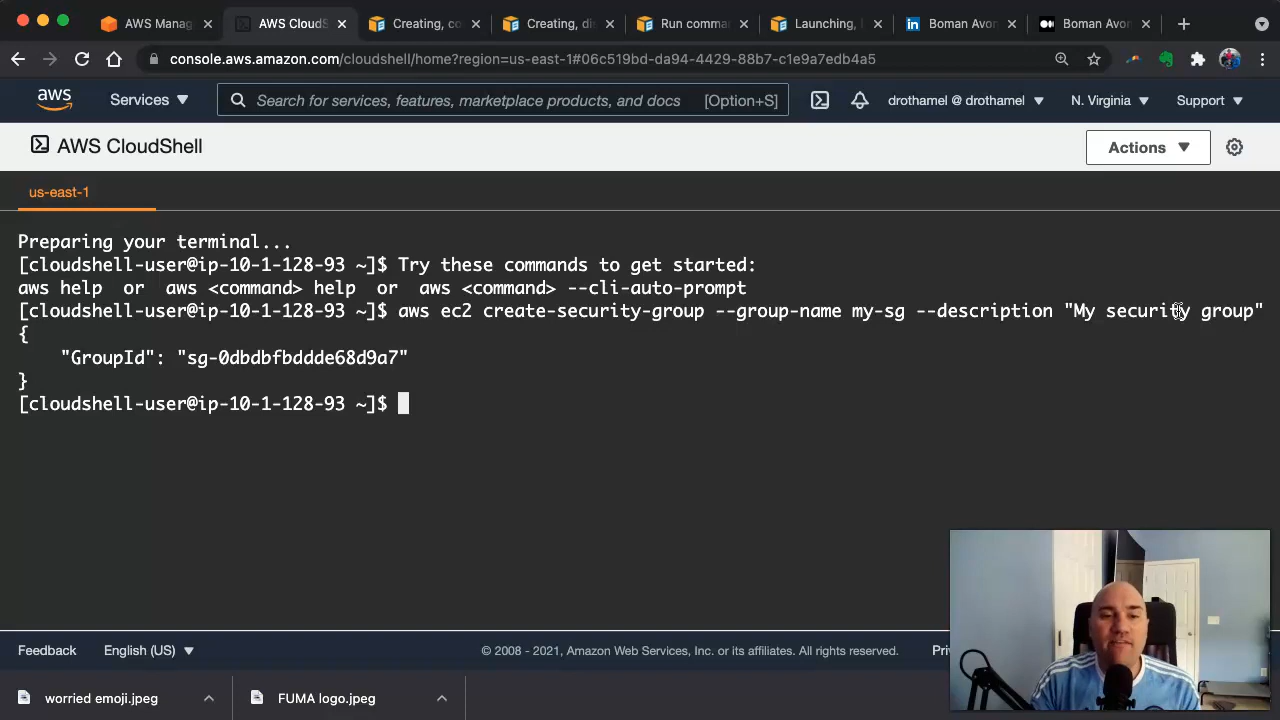 AWS Manag
AWS CloudS
Creating, co
Creating, di
Run comma
Launching, l
Boman Avon
Boman Avon
console.aws.amazon.com/cloudshell/home?region=us-east-1#06c519bd-da94-4429-88b7-c1e9a7edb4a5
aws
Services
Search for services, features, marketplace products, and docs
[Option+S]
drothamel @ drothamel
N. Virginia
Support
AWS CloudShell
Actions
us-east-1
Preparing your terminal...
[cloudshell-user@ip-10-1-128-93 ~]$ Try these commands to get started:
aws help or aws <command> help or aws <command> --cli-auto-prompt
[cloudshell-user@ip-10-1-128-93 ~]$ aws ec2 create-security-group --group-name my-sg --description "My security group"
{
"GroupId": "sg-0dbdbfbddde68d9a7"
}
[cloudshell-user@ip-10-1-128-93 ~]$
Feedback
English (US)
© 2008 - 2021, Amazon Web Services, Inc. or its affiliates. All rights reserved.
Pri
worried emoji.jpeg
FUMA logo.jpeg